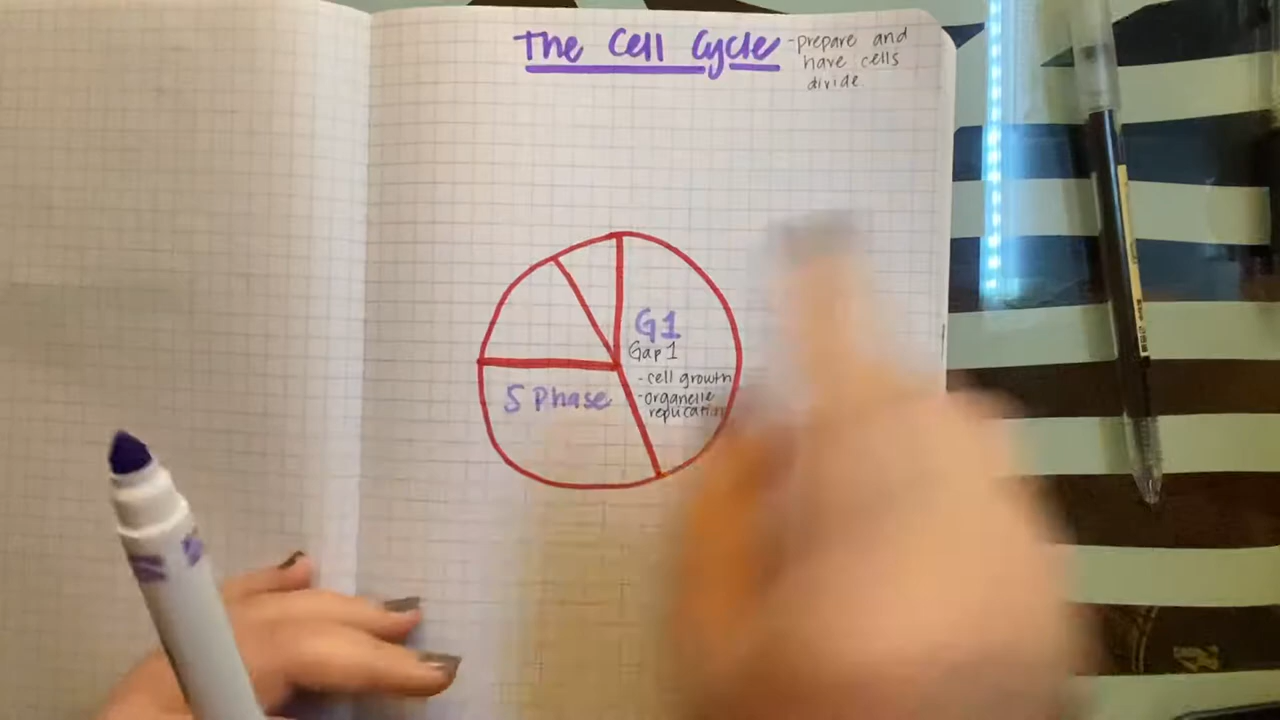 The Cell Cycle
-prepare and
have cells
divide.
G1
Gap 1
- cell growth
- organelle
replication
S Phase